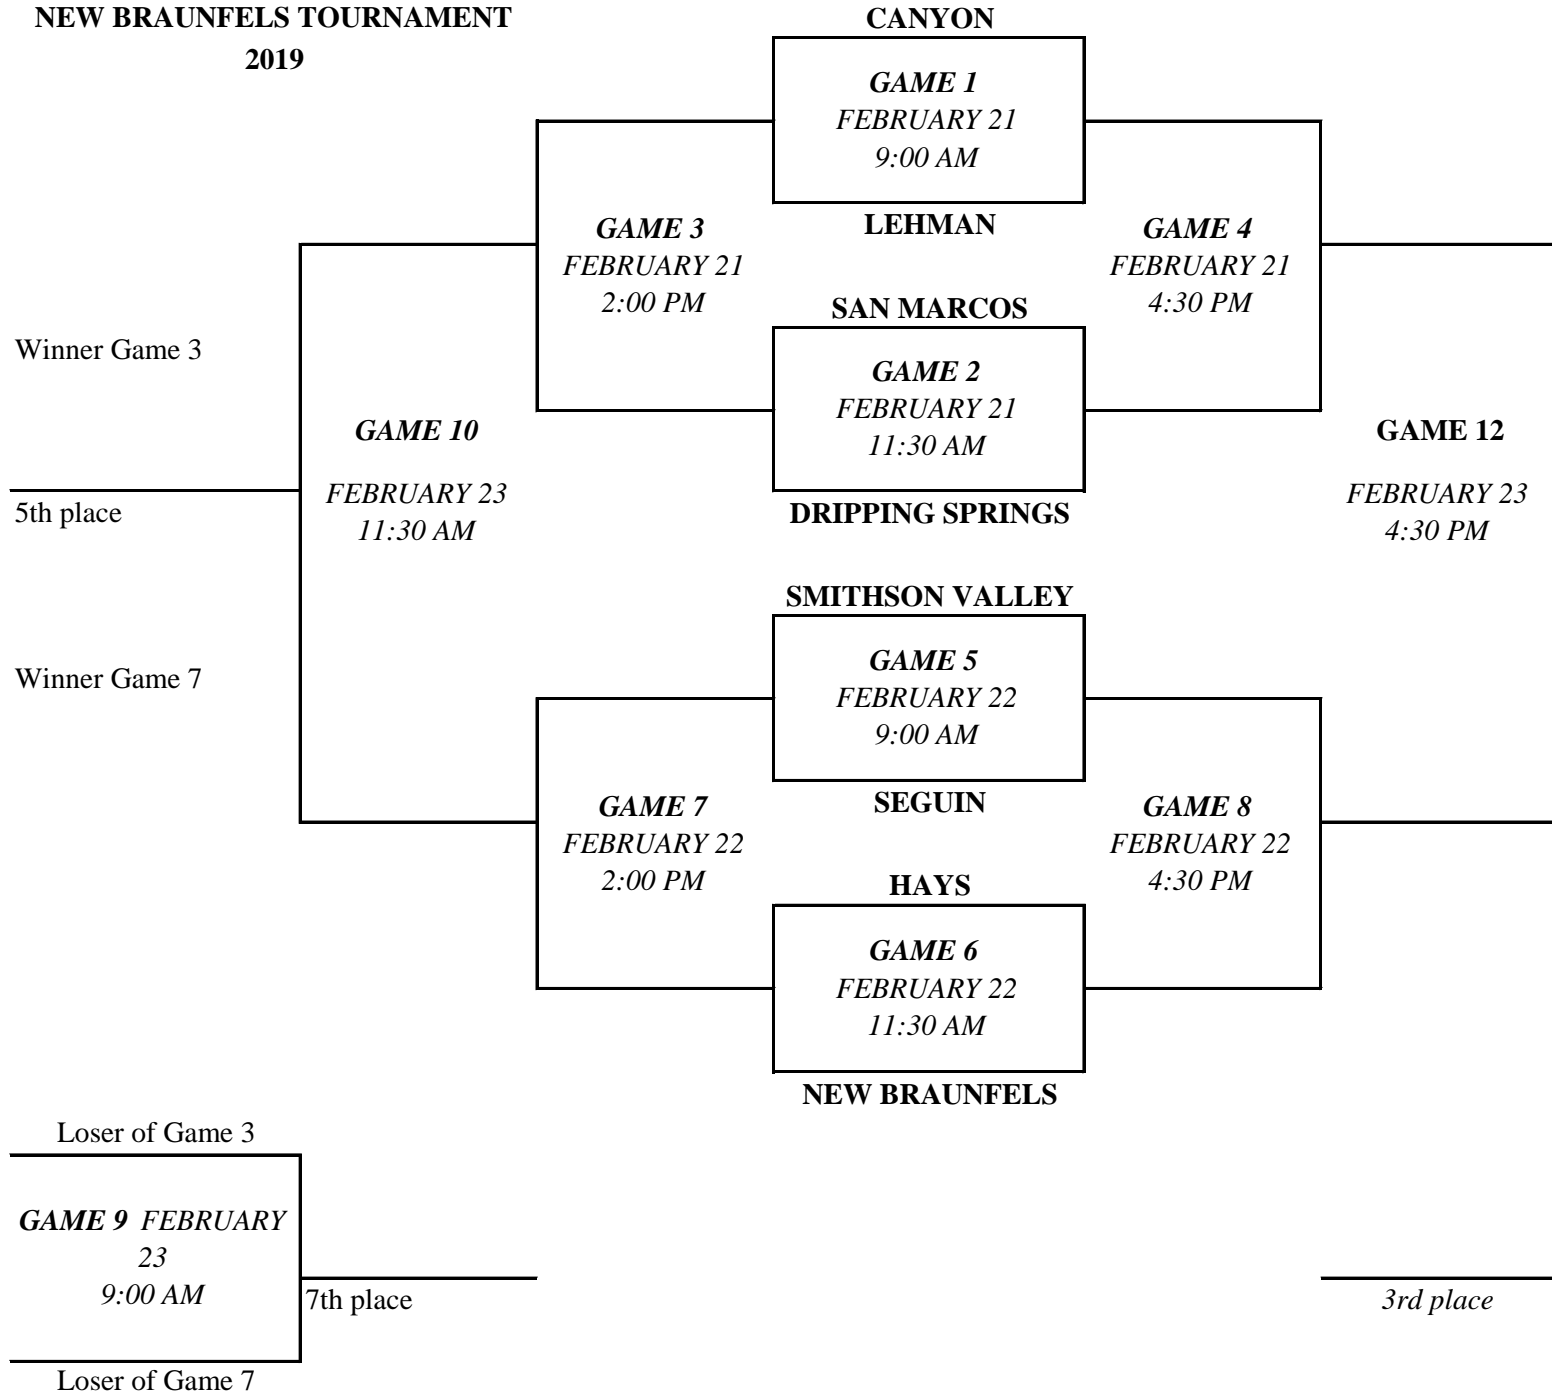 NEW BRAUNFELS TOURNAMENT
2019
CANYON
GAME 1
FEBRUARY 21
9:00 AM
LEHMAN
GAME 3
FEBRUARY 21
2:00 PM
GAME 4
FEBRUARY 21
4:30 PM
SAN MARCOS
GAME 2
FEBRUARY 21
11:30 AM
DRIPPING SPRINGS
Winner Game 3
GAME 10
FEBRUARY 23
11:30 AM
5th place
GAME 12
FEBRUARY 23
4:30 PM
Winner Game 7
SMITHSON VALLEY
GAME 5
FEBRUARY 22
9:00 AM
SEGUIN
GAME 7
FEBRUARY 22
2:00 PM
GAME 8
FEBRUARY 22
4:30 PM
HAYS
GAME 6
FEBRUARY 22
11:30 AM
NEW BRAUNFELS
Loser of Game 3
GAME 9 FEBRUARY
23
9:00 AM
7th place
Loser of Game 7
3rd place